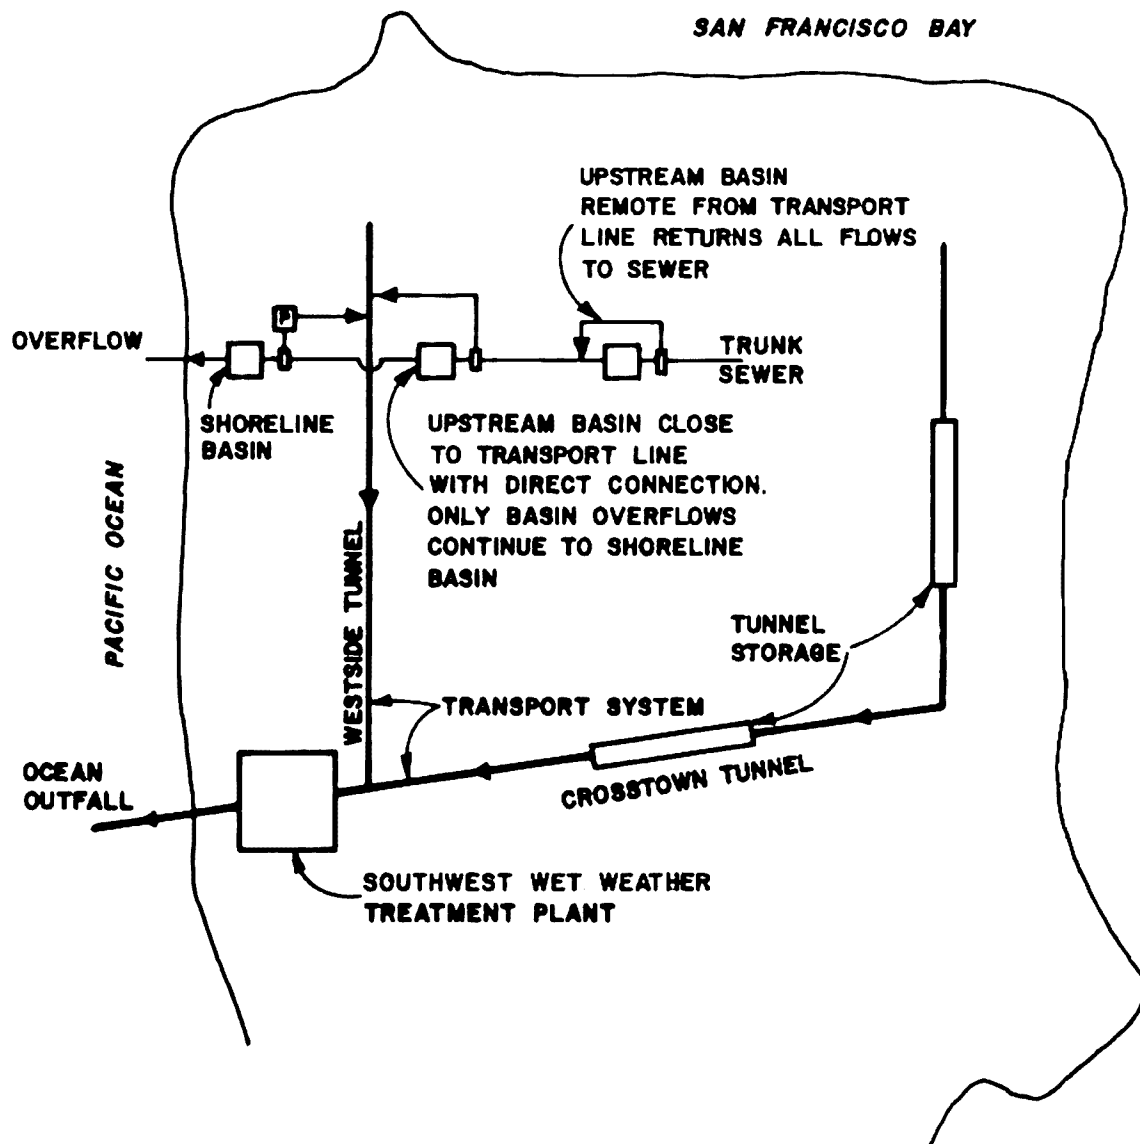 SAN FRANCISCO BAY
UPSTREAM BASIN
REMOTE FROM TRANSPORT
LINE RETURNS ALL FLOWS
TO SEWER
P
OVERFLOW
TRUNK
SEWER
SHORELINE
BASIN
UPSTREAM BASIN CLOSE
TO TRANSPORT LINE
WITH DIRECT CONNECTION.
ONLY BASIN OVERFLOWS
CONTINUE TO SHORELINE
BASIN
PACIFIC OCEAN
WESTSIDE TUNNEL
TUNNEL
STORAGE
TRANSPORT SYSTEM
CROSSTOWN TUNNEL
OCEAN
OUTFALL
SOUTHWEST WET WEATHER
TREATMENT PLANT